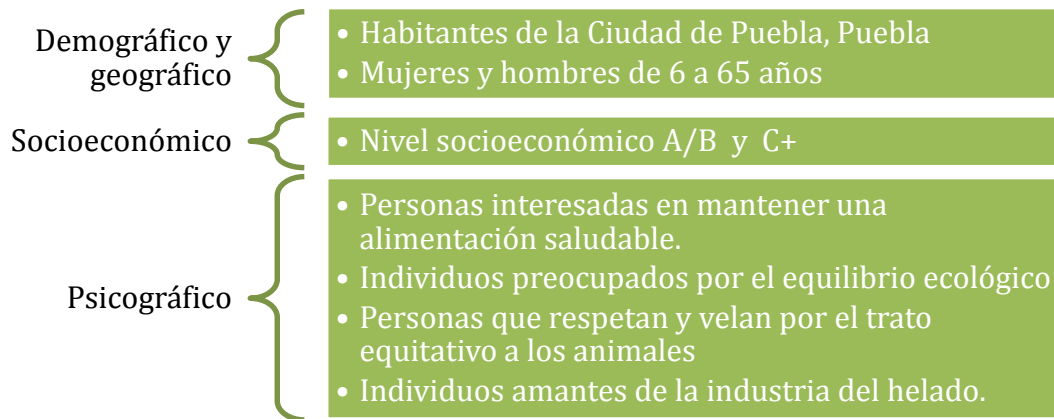 Demográfico y
geográfico
• Habitantes de la Ciudad de Puebla, Puebla
• Mujeres y hombres de 6 a 65 años
Socioeconómico
• Nivel socioeconómico A/B y C+
Psicográfico
• Personas interesadas en mantener una
alimentación saludable.
• Individuos preocupados por el equilibrio ecológico
• Personas que respetan y velan por el trato
equitativo a los animales
• Individuos amantes de la industria del helado.